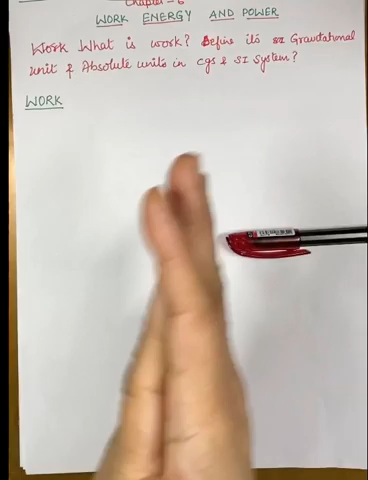 Chapter - 6
WORK ENERGY AND POWER
Work What is work? Define its Gravitational
unit & Absolute units in cgs & SI System?
WORK